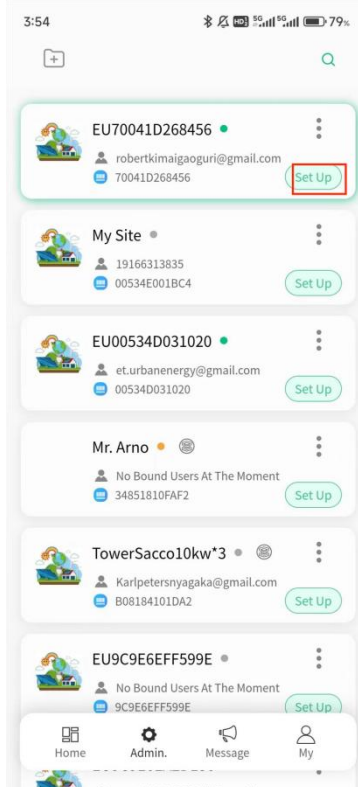 3:54 HD 5G 5G 79%
EU70041D268456
robertkimaigaoguri@gmail.com
70041D268456
Set Up
My Site
19166313835
00534E001BC4
Set Up
EU00534D031020
et.urbanenergy@gmail.com
00534D031020
Set Up
Mr. Arno
No Bound Users At The Moment
34851810FAF2
Set Up
TowerSacco10kw*3
Karlpetersnyagaka@gmail.com
B08184101DA2
Set Up
EU9C9E6EFF599E
No Bound Users At The Moment
9C9E6EFF599E
Set Up
Home Admin. Message My